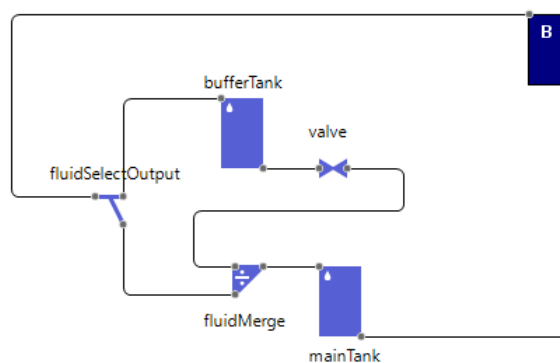 B
bufferTank
valve
fluidSelectOutput
÷
fluidMerge
mainTank